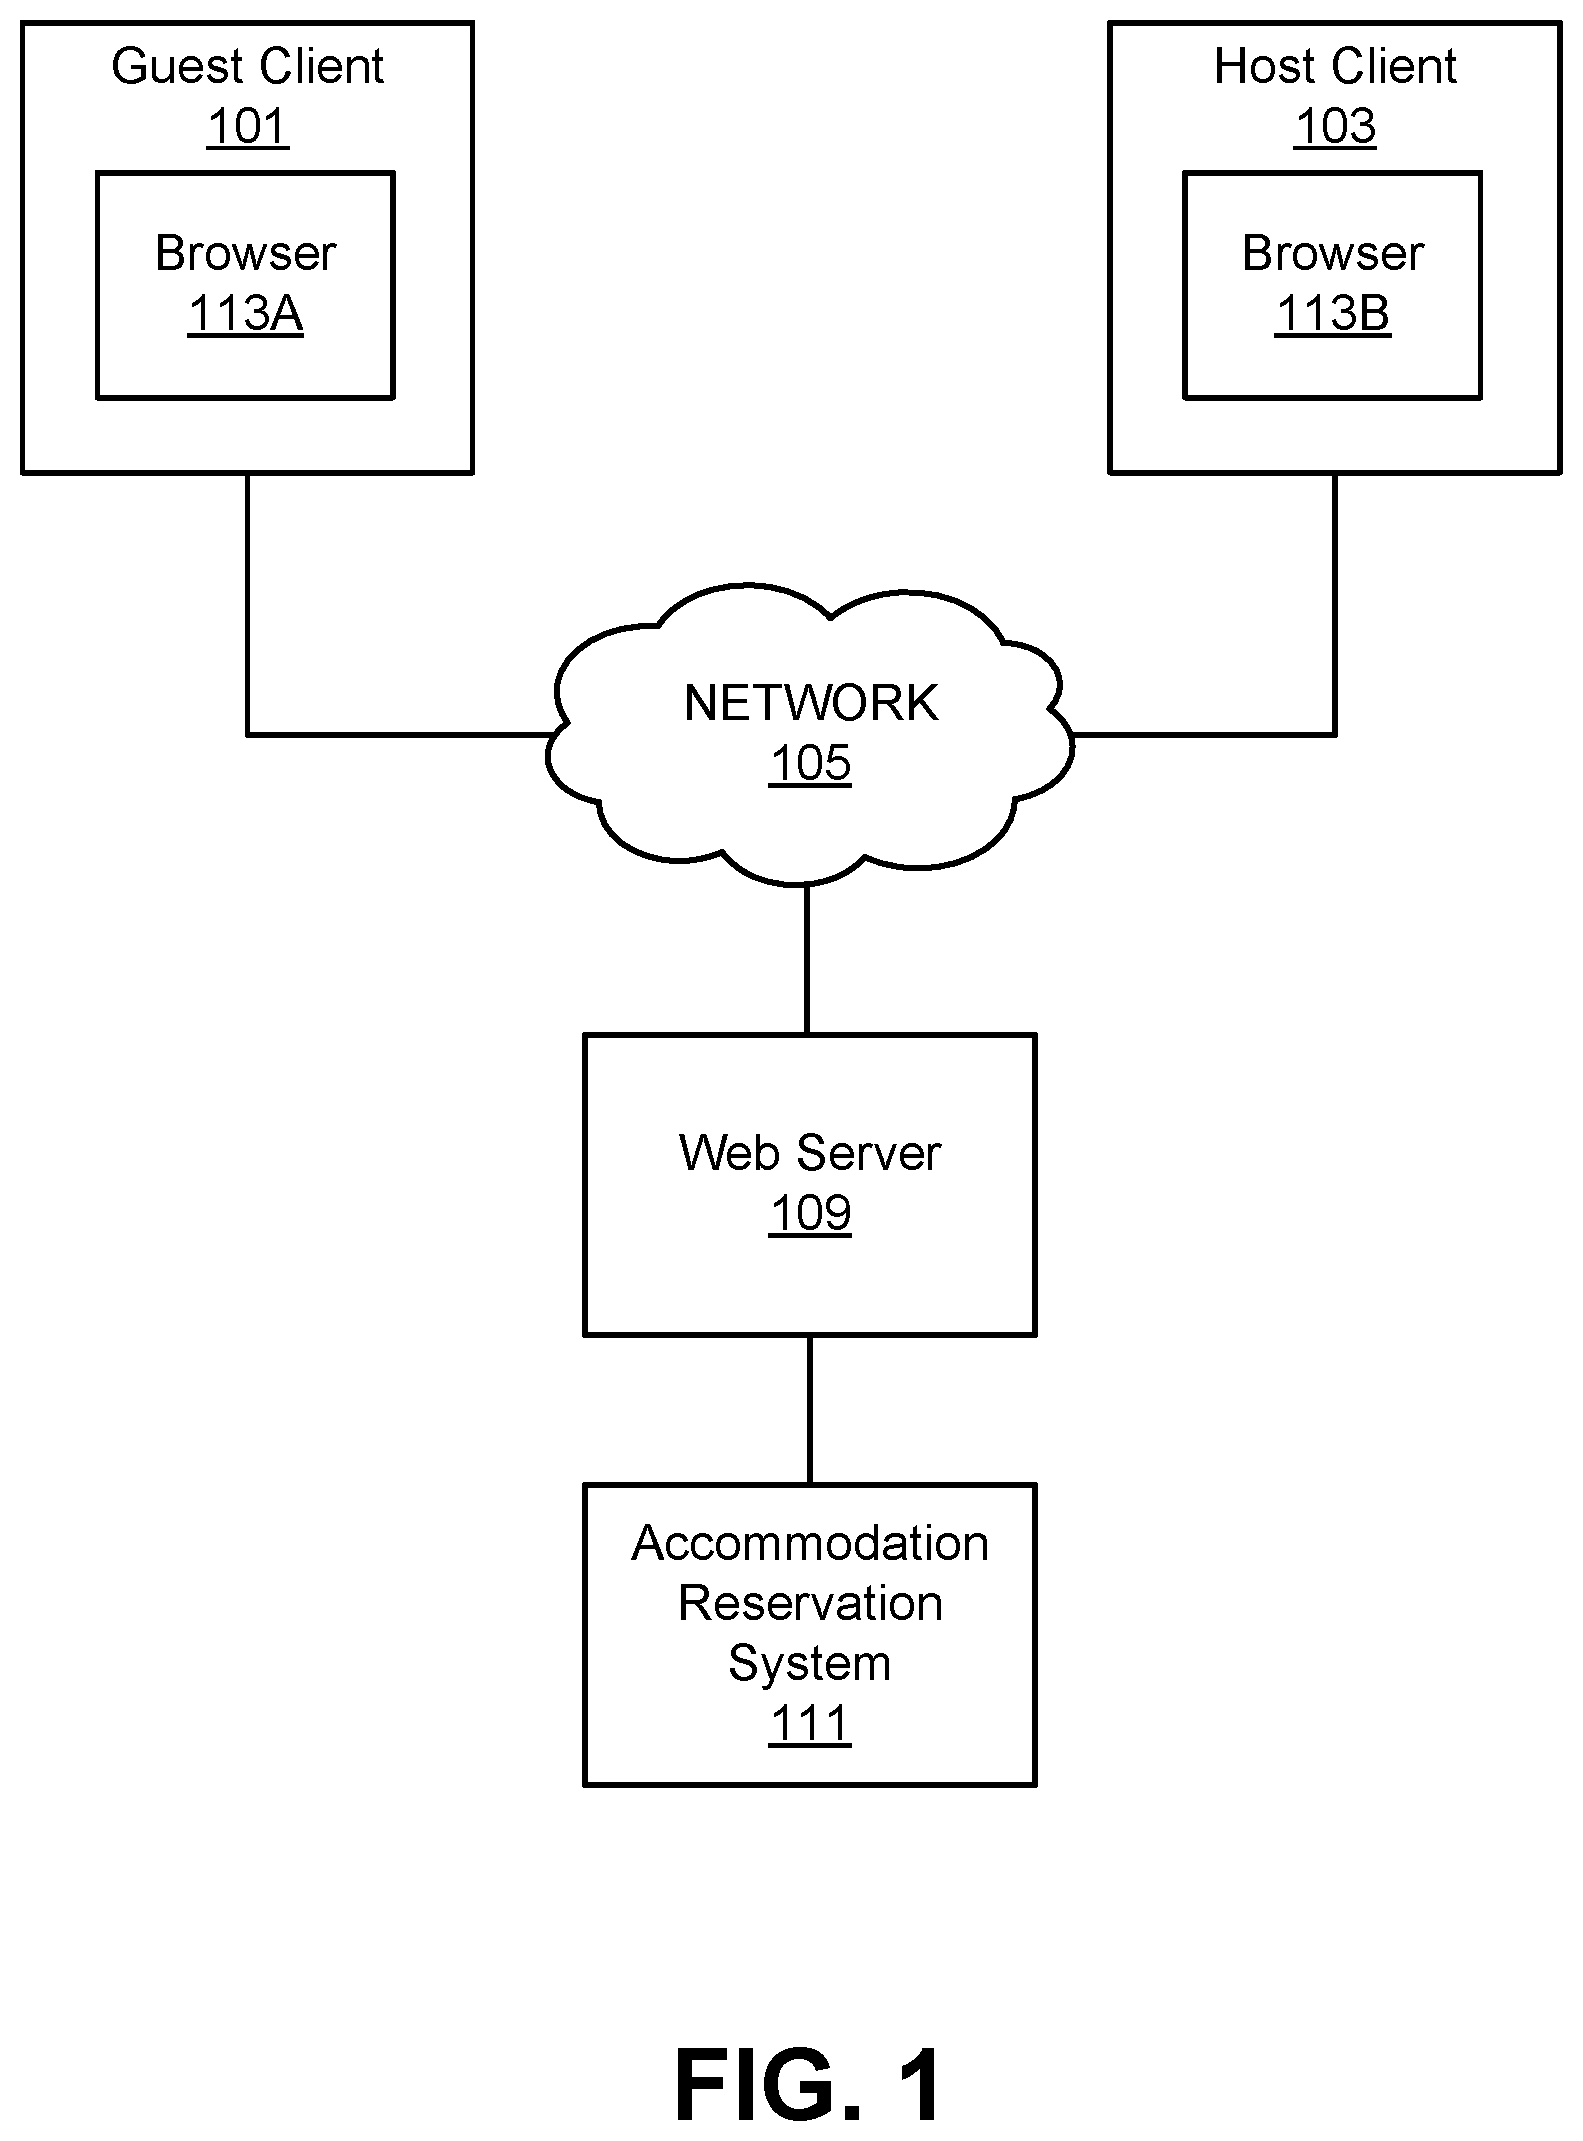 Guest Client
101
Browser
113A
Host Client
103
Browser
113B
NETWORK
105
Web Server
109
Accommodation
Reservation
System
111
FIG. 1